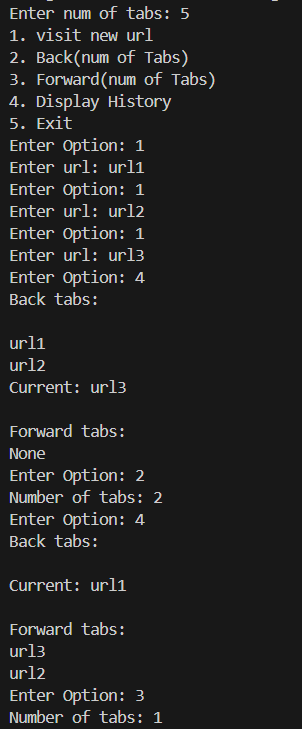 Enter num of tabs: 5
1. visit new url
2. Back(num of Tabs)
3. Forward(num of Tabs)
4. Display History
5. Exit
Enter Option: 1
Enter url: url1
Enter Option: 1
Enter url: url2
Enter Option: 1
Enter url: url3
Enter Option: 4
Back tabs:
url1
url2
Current: url3
Forward tabs:
None
Enter Option: 2
Number of tabs: 2
Enter Option: 4
Back tabs:
Current: url1
Forward tabs:
url3
url2
Enter Option: 3
Number of tabs: 1